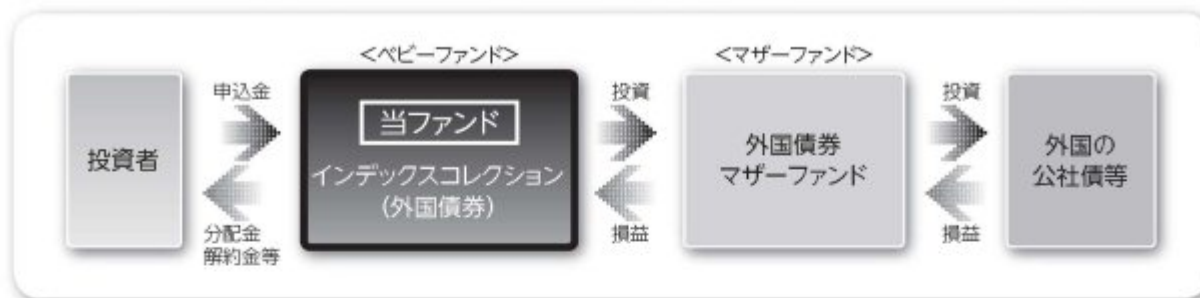 <ベビーファンド>
<マザーファンド>
投資者
申込金
分配金
解約金等
当ファンド
インデックスコレクション
(外国債券)
投資
損益
外国債券
マザーファンド
投資
損益
外国の
公社債等